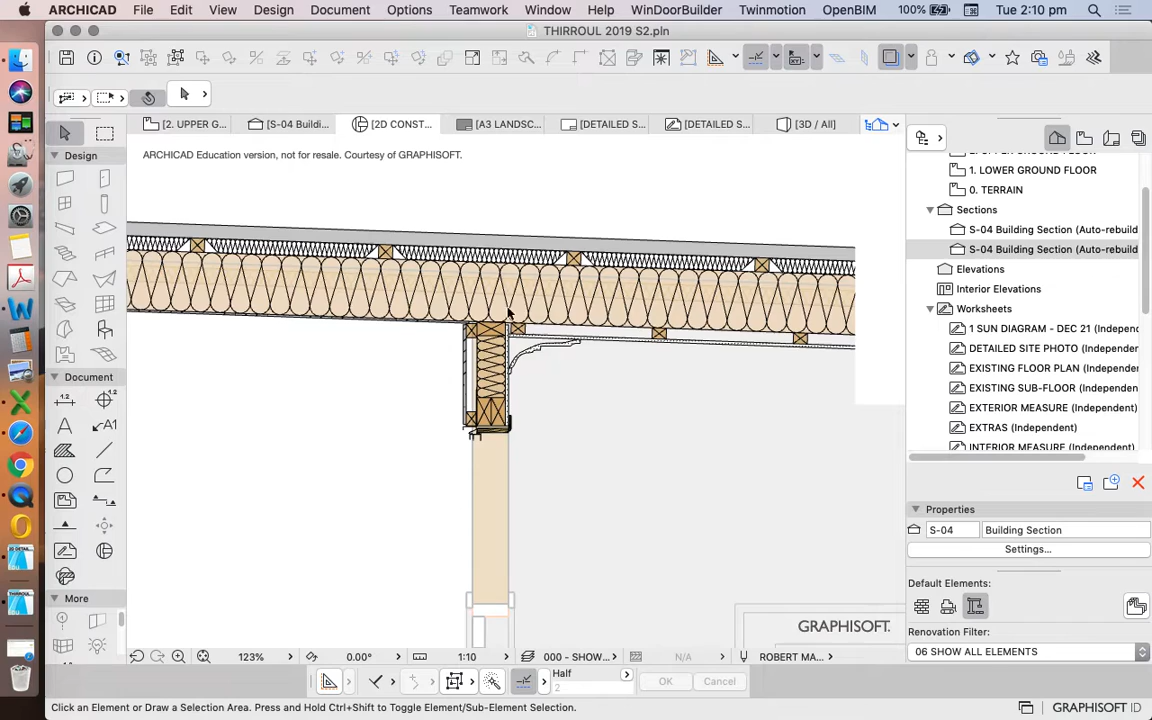 ARCHICAD File Edit View Design Document Options Teamwork Window Help WinDoorBuilder Twinmotion OpenBIM 100% Tue 2:10 pm
THIRROUL 2019 S2.pln
[2. UPPER G... [S-04 Buildi... [2D CONST... [A3 LANDSC... [DETAILED S... [DETAILED S... [3D / All]
ARCHICAD Education version, not for resale. Courtesy of GRAPHISOFT.
Design
Document
More
1. LOWER GROUND FLOOR
0. TERRAIN
Sections
S-04 Building Section (Auto-rebuild
S-04 Building Section (Auto-rebuild
Elevations
Interior Elevations
Worksheets
1 SUN DIAGRAM - DEC 21 (Independ
DETAILED SITE PHOTO (Independer
EXISTING FLOOR PLAN (Independen
EXISTING SUB-FLOOR (Independer
EXTERIOR MEASURE (Independer
EXTRAS (Independent)
INTERIOR MEASURE (Independent
Properties
S-04 Building Section
Settings...
Default Elements:
Renovation Filter:
06 SHOW ALL ELEMENTS
GRAPHISOFT.
123% 0.00° 1:10 000 - SHOW... N/A ROBERT MA...
Half
2
OK Cancel
Click an Element or Draw a Selection Area. Press and Hold Ctrl+Shift to Toggle Element/Sub-Element Selection.
GRAPHISOFT ID